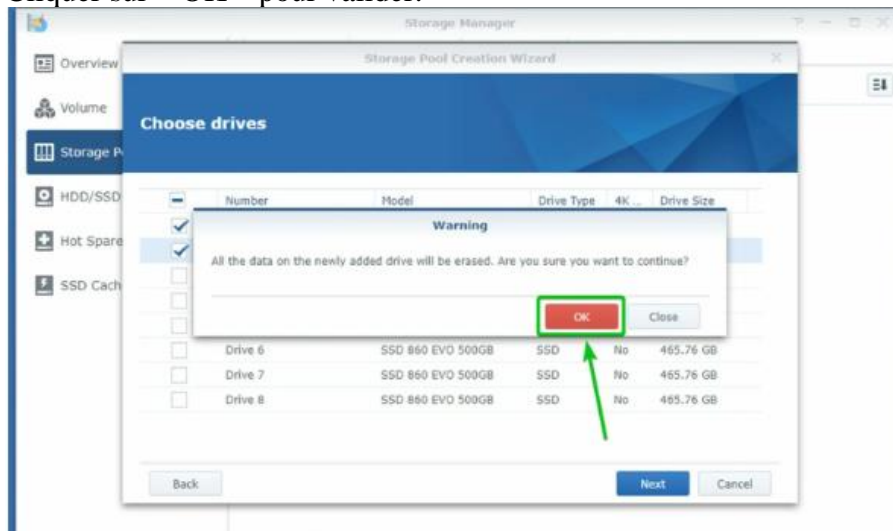 Cliquer sur « OK » pour valider.
Storage Manager
Storage Pool Creation Wizard
Overview
Volume
Choose drives
Storage P
HDD/SSD
Number Model Drive Type 4K ... Drive Size
Warning
Hot Spare
All the data on the newly added drive will be erased. Are you sure you want to continue?
SSD Cach
OK Close
Drive 6 SSD 860 EVO 500GB SSD No 465.76 GB
Drive 7 SSD 860 EVO 500GB SSD No 465.76 GB
Drive 8 SSD 860 EVO 500GB SSD No 465.76 GB
Back Next Cancel